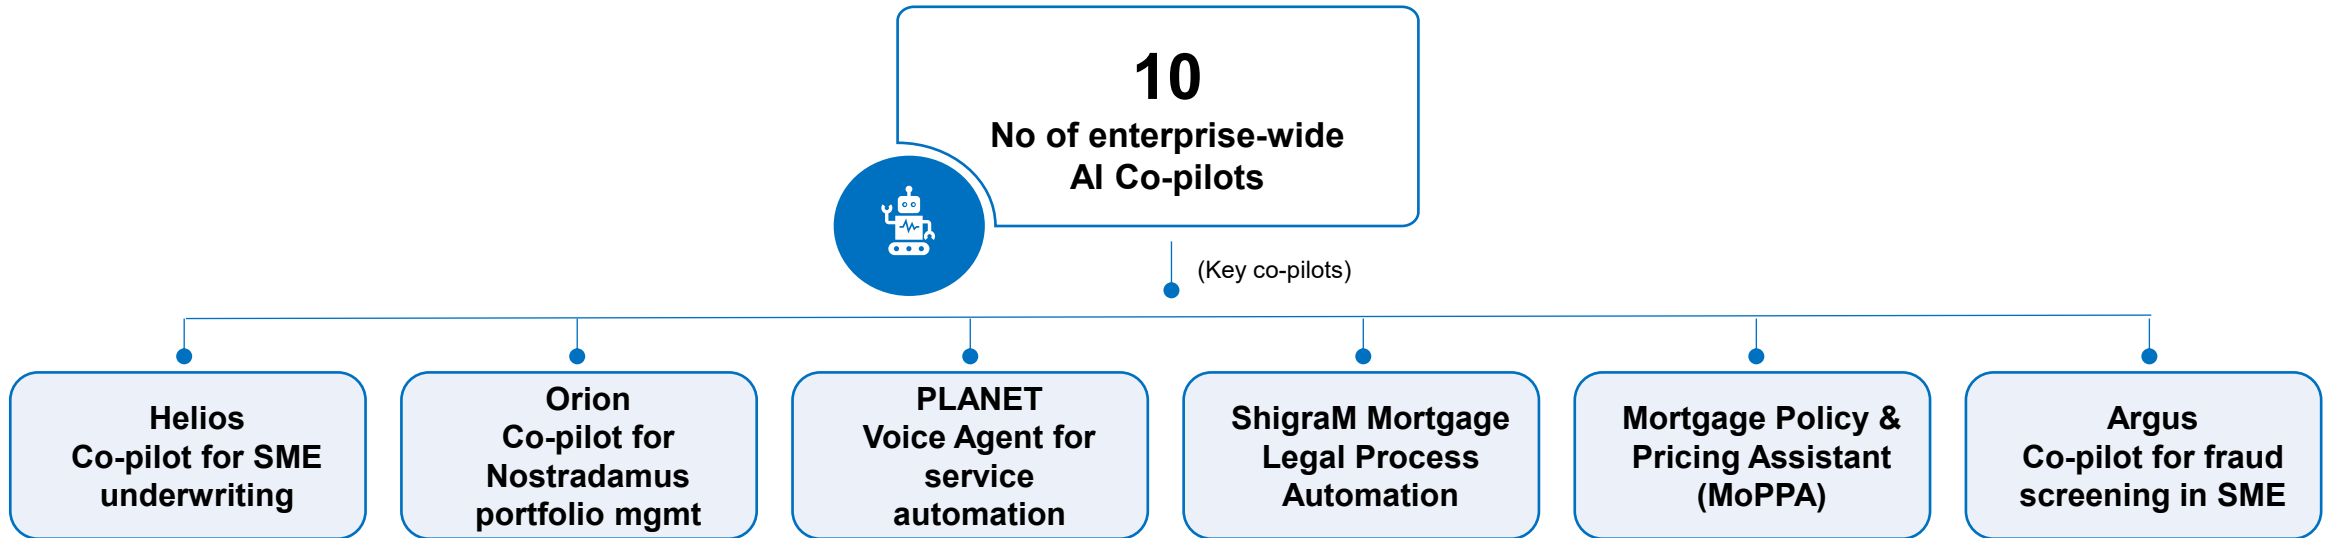 10
No of enterprise-wide
AI Co-pilots
(Key co-pilots)
Helios
Co-pilot for SME
underwriting
Orion
Co-pilot for
Nostradamus
portfolio mgmt
PLANET
Voice Agent for
service
automation
ShigraM Mortgage
Legal Process
Automation
Mortgage Policy &
Pricing Assistant
(MoPPA)
Argus
Co-pilot for fraud
screening in SME